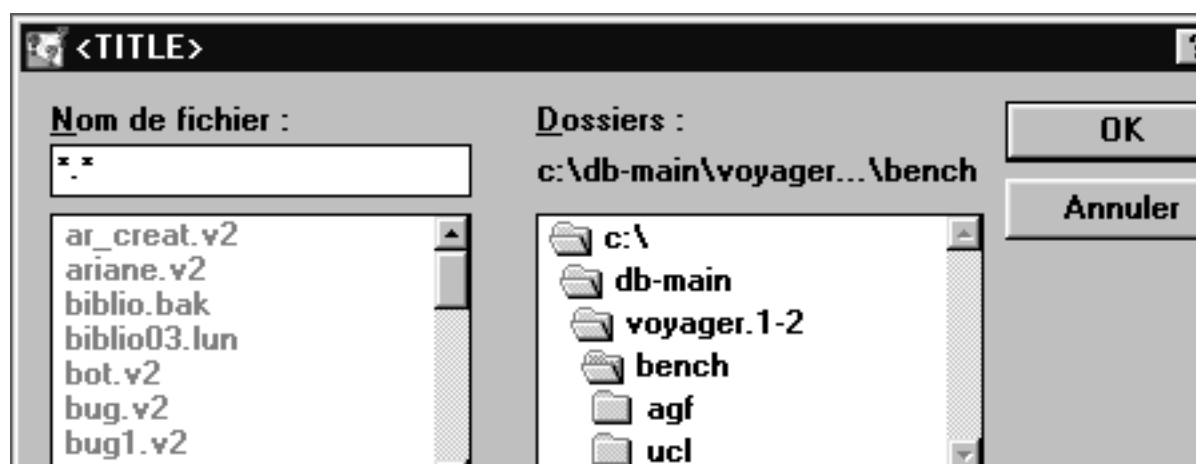 <TITLE>
?
Nom de fichier :
*.*
ar_creat.v2
ariane.v2
biblio.bak
biblio03.lun
bot.v2
bug.v2
bug1.v2
Dossiers :
c:\db-main\voyager...\bench
c:\
db-main
voyager.1-2
bench
agf
ucl
OK
Annuler